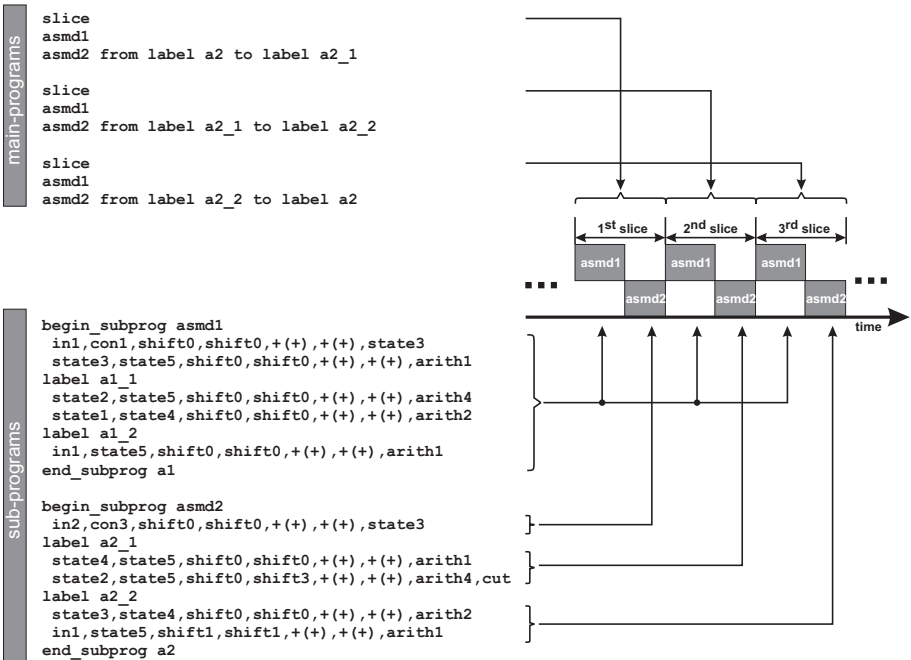 main-programs
slice
asmd1
asmd2 from label a2 to label a2_1
slice
asmd1
asmd2 from label a2_1 to label a2_2
slice
asmd1
asmd2 from label a2_2 to label a2
1st slice 2nd slice 3rd slice
asmd1 asmd1 asmd1
asmd2 asmd2 asmd2
time
sub-programs
begin_subprog asmd1
in1,con1,shift0,shift0,+(+),+(+),state3
state3,state5,shift0,shift0,+(+),+(+),arith1
label a1_1
state2,state5,shift0,shift0,+(+),+(+),arith4
state1,state4,shift0,shift0,+(+),+(+),arith2
label a1_2
in1,state5,shift0,shift0,+(+),+(+),arith1
end_subprog a1
begin_subprog asmd2
in2,con3,shift0,shift0,+(+),+(+),state3
label a2_1
state4,state5,shift0,shift0,+(+),+(+),arith1
state2,state5,shift0,shift3,+(+),+(+),arith4,cut
label a2_2
state3,state4,shift0,shift0,+(+),+(+),arith2
in1,state5,shift1,shift1,+(+),+(+),arith1
end_subprog a2